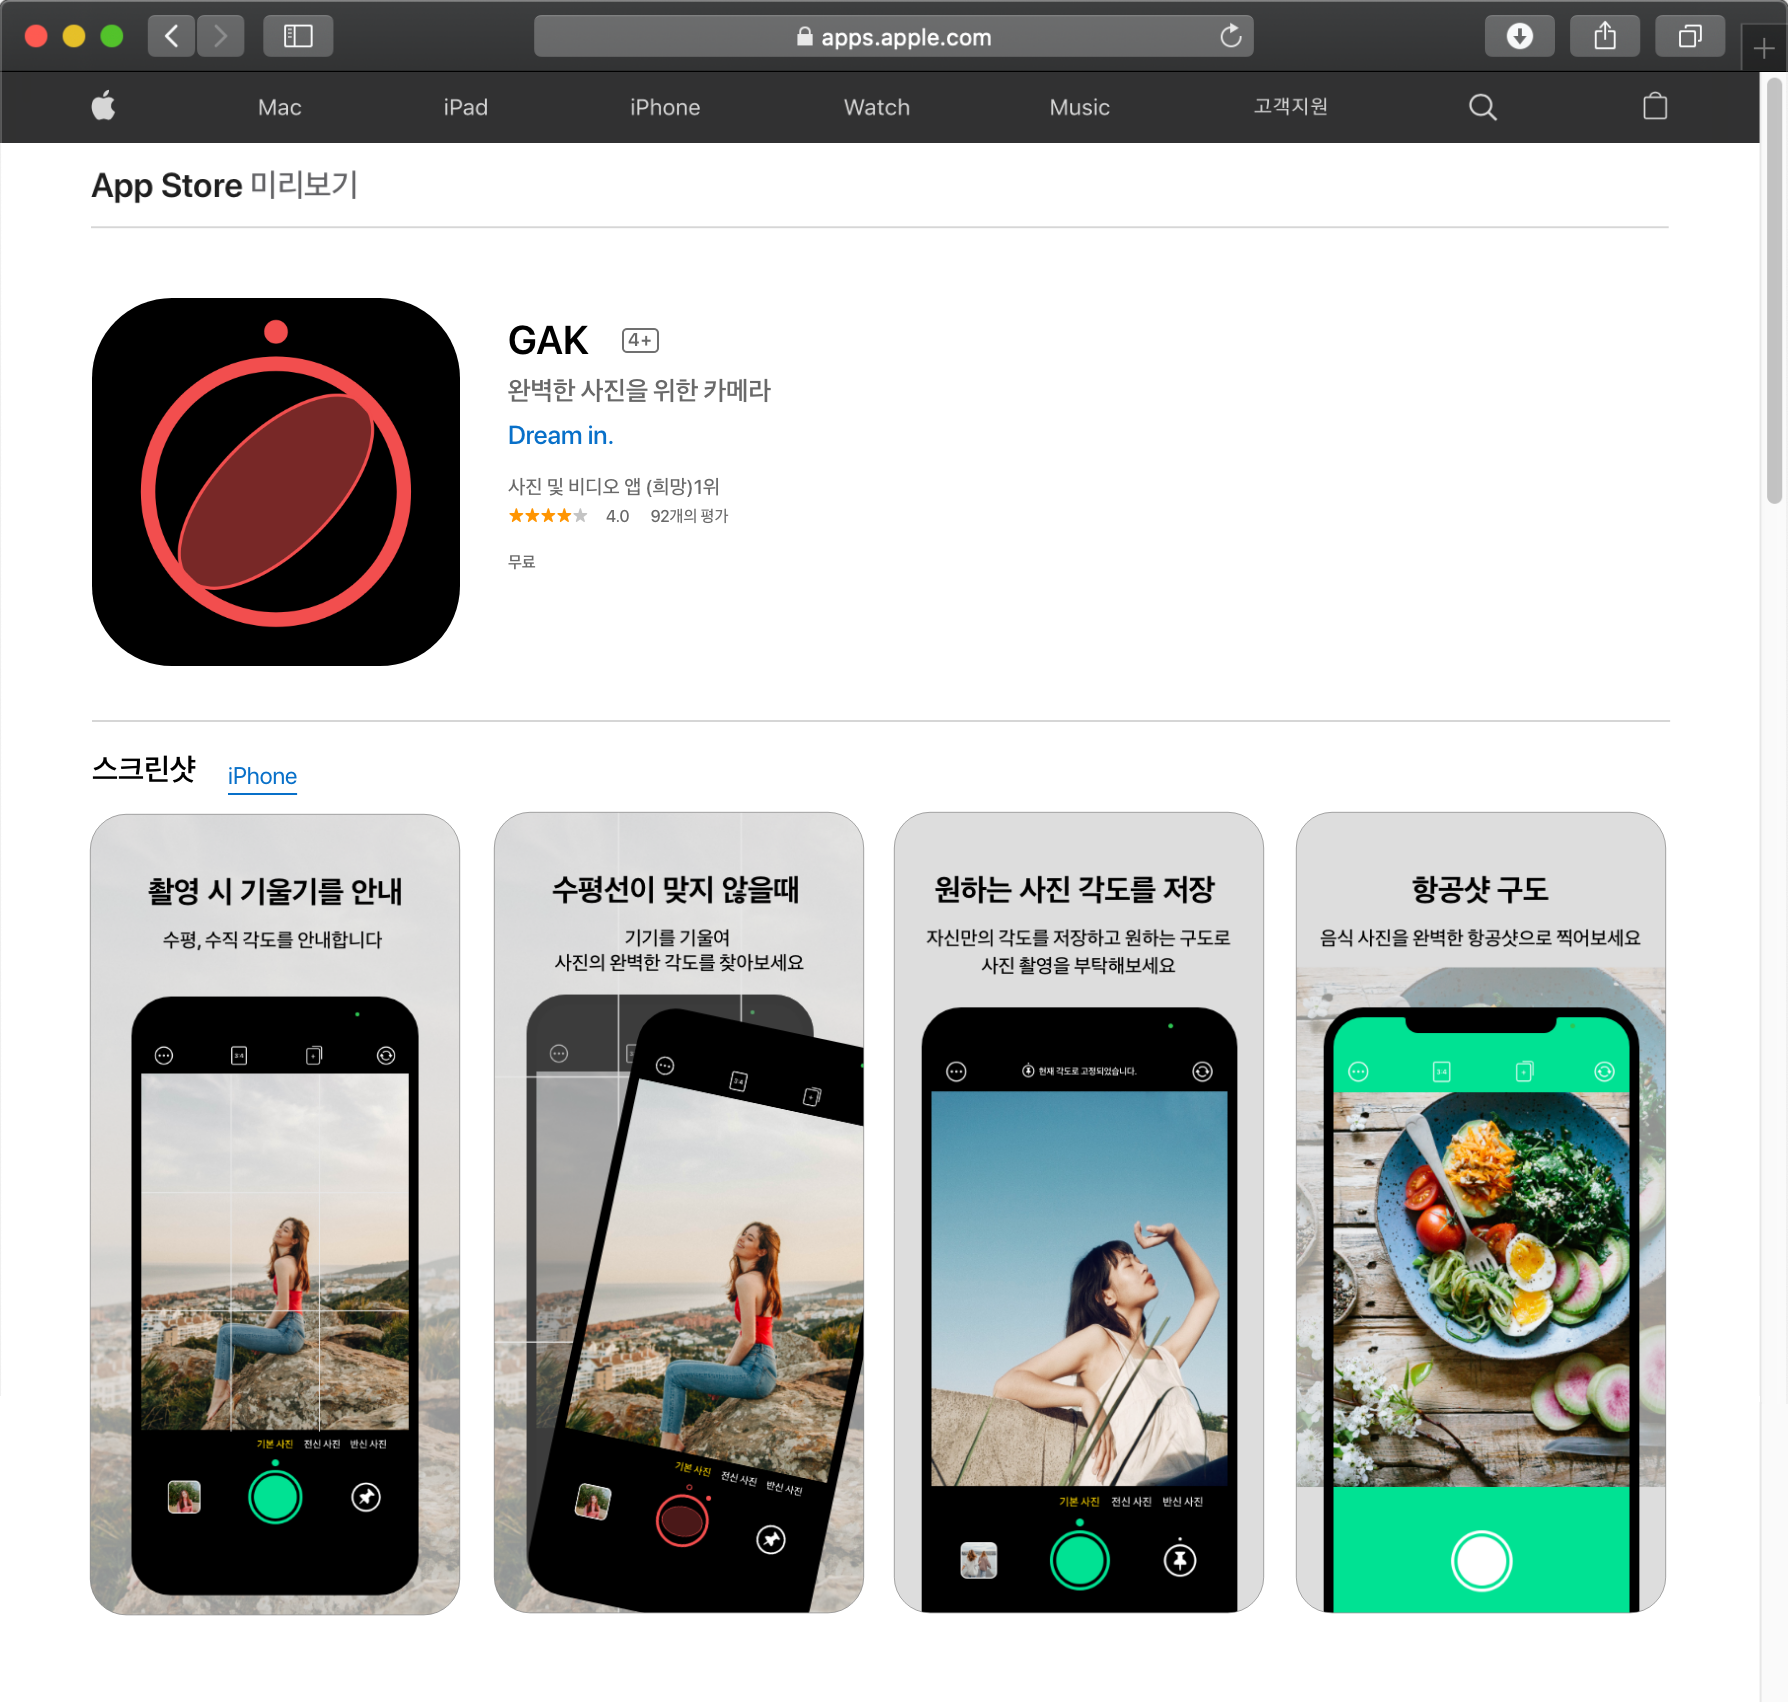 apps.apple.com
Mac iPad iPhone Watch Music 고객지원
App Store 미리보기
GAK 4+
완벽한 사진을 위한 카메라
Dream in.
사진 및 비디오 앱 (희망)1위
4.0 92개의 평가
무료
스크린샷 iPhone
촬영 시 기울기를 안내
수평, 수직 각도를 안내합니다
3:4
기본 사진 전신 사진 반신 사진
수평선이 맞지 않을때
기기를 기울여
사진의 완벽한 각도를 찾아보세요
3:4
기본 사진 전신 사진 반신 사진
원하는 사진 각도를 저장
자신만의 각도를 저장하고 원하는 구도로
사진 촬영을 부탁해보세요
현재 각도로 고정되었습니다.
기본 사진 전신 사진 반신 사진
항공샷 구도
음식 사진을 완벽한 항공샷으로 찍어보세요
3:4